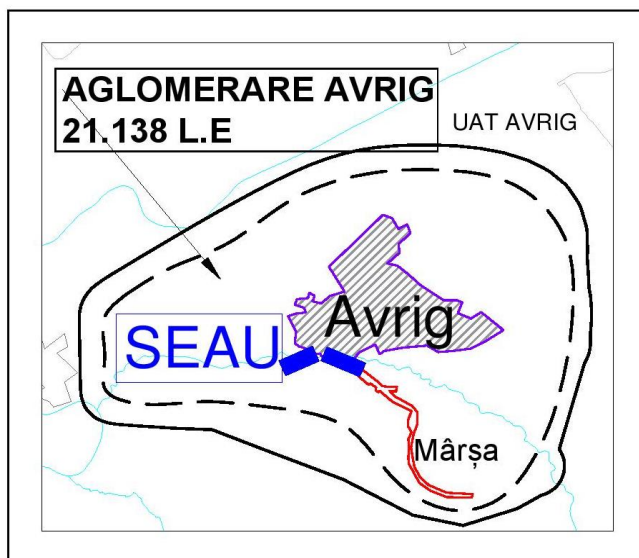 AGLOMERARE AVRIG
21.138 L.E
UAT AVRIG
Avrig
SEAU
Mârșa